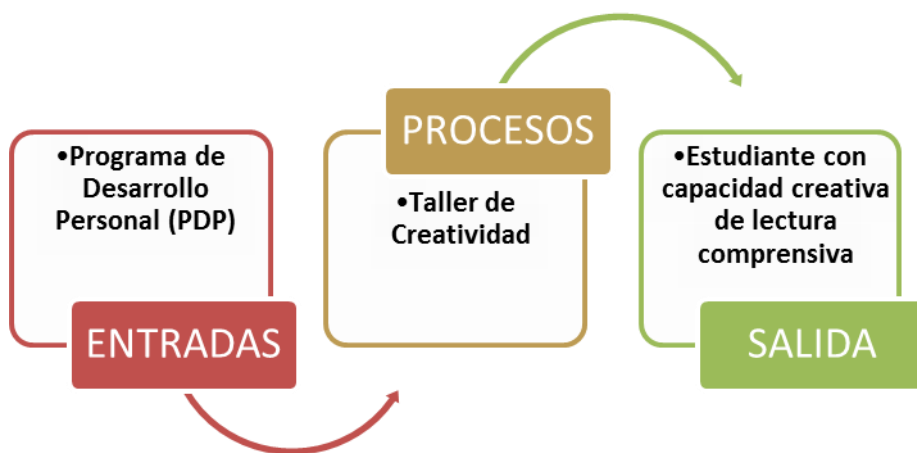 •Programa de
Desarrollo
Personal (PDP)
ENTRADAS
PROCESOS
•Taller de
Creatividad
•Estudiante con
capacidad creativa
de lectura
comprensiva
SALIDA